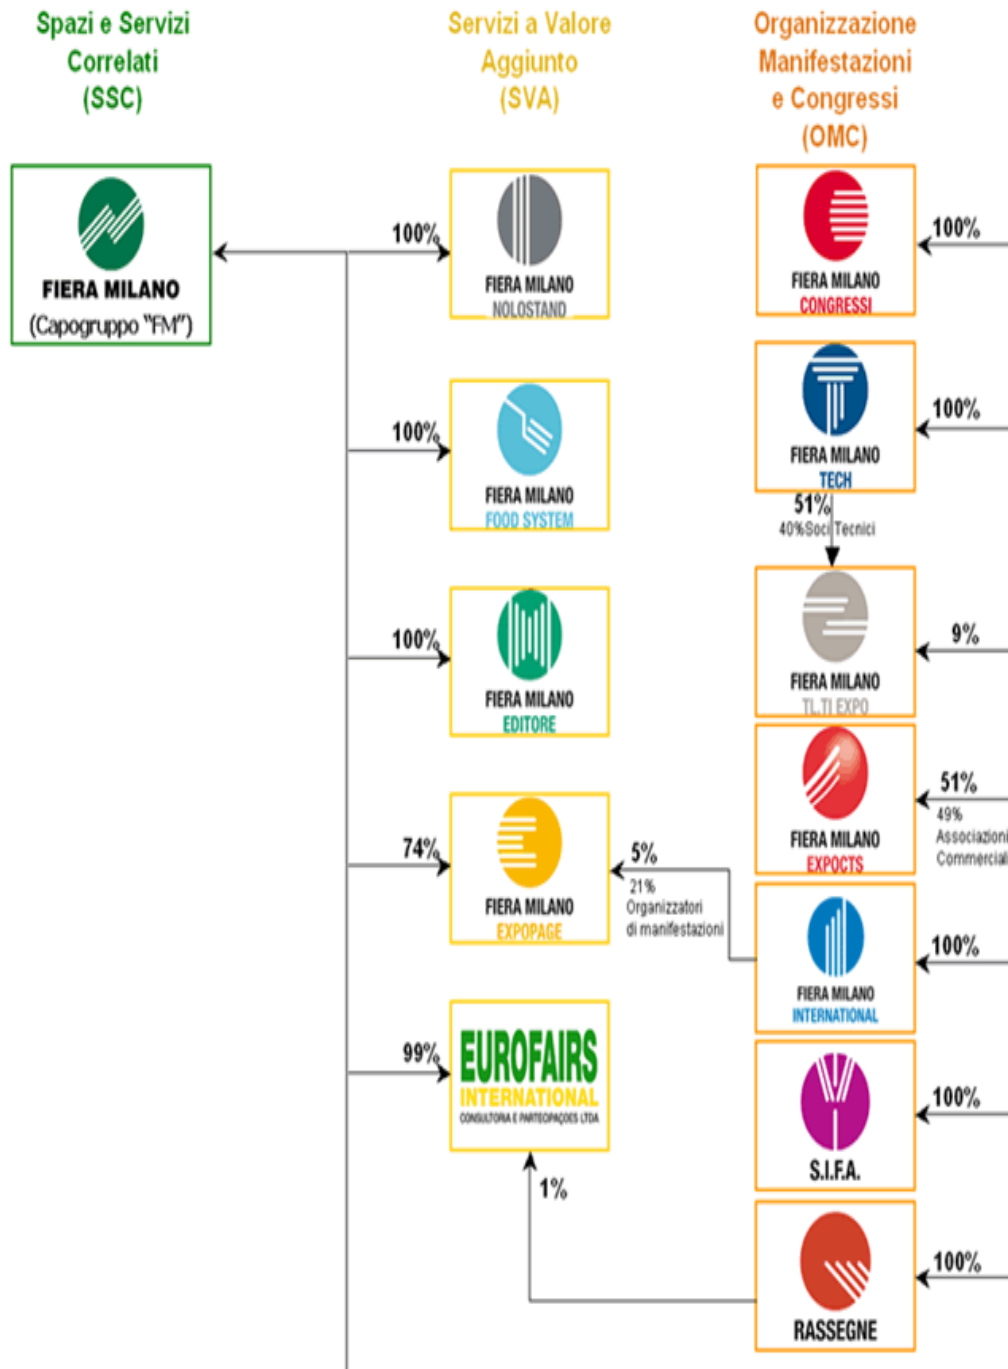 Spazi e Servizi
Correlati
(SSC)
Servizi a Valore
Aggiunto
(SVA)
Organizzazione
Manifestazioni
e Congressi
(OMC)
FIERA MILANO
(Capogruppo "FM")
100%
FIERA MILANO
NOLOSTAND
100%
FIERA MILANO
FOOD SYSTEM
100%
FIERA MILANO
EDITORE
74%
FIERA MILANO
EXPOPAGE
5%
21%
Organizzatori
di manifestazioni
99%
EUROFAIRS
INTERNATIONAL
CONSULTORIA E PARTECIPAÇOES LTDA
1%
FIERA MILANO
CONGRESSI
100%
FIERA MILANO
TECH
100%
51%
40%Soci Tecnici
FIERA MILANO
TL.TI EXPO
9%
FIERA MILANO
EXPOCTS
51%
49%
Associazioni
Commerciali
FIERA MILANO
INTERNATIONAL
100%
S.I.F.A.
100%
RASSEGNE
100%